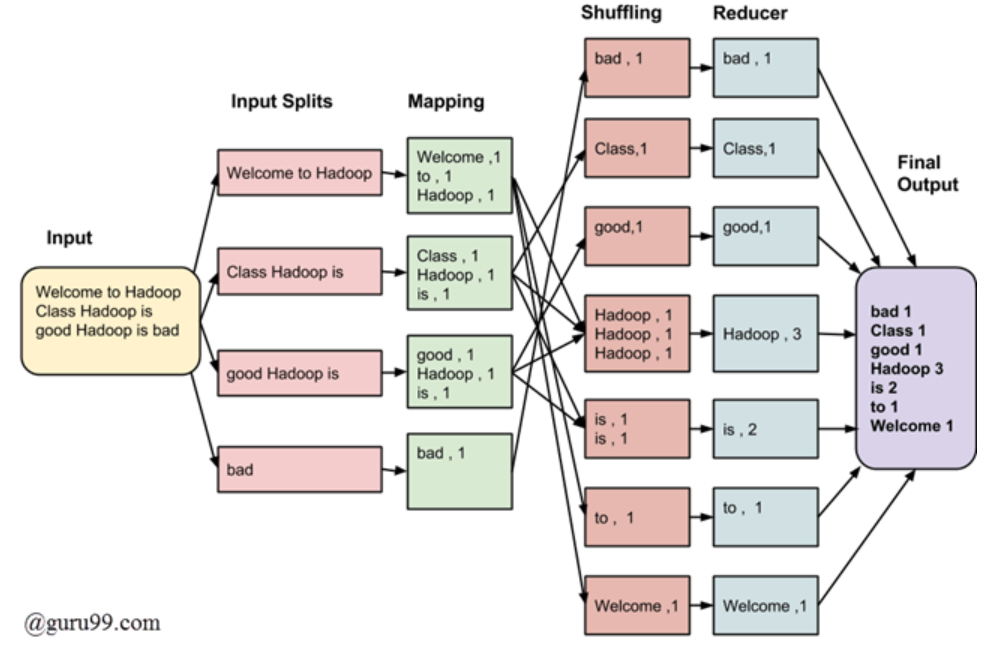 Input
Welcome to Hadoop
Class Hadoop is
good Hadoop is bad
Input Splits
Welcome to Hadoop
Class Hadoop is
good Hadoop is
bad
Mapping
Welcome ,1
to , 1
Hadoop , 1
Class , 1
Hadoop , 1
is , 1
good , 1
Hadoop , 1
is , 1
bad , 1
Shuffling
bad , 1
Class,1
good,1
Hadoop , 1
Hadoop , 1
Hadoop , 1
is , 1
is , 1
to , 1
Welcome ,1
Reducer
bad , 1
Class,1
good,1
Hadoop , 3
is , 2
to , 1
Welcome ,1
Final
Output
bad 1
Class 1
good 1
Hadoop 3
is 2
to 1
Welcome 1
@guru99.com